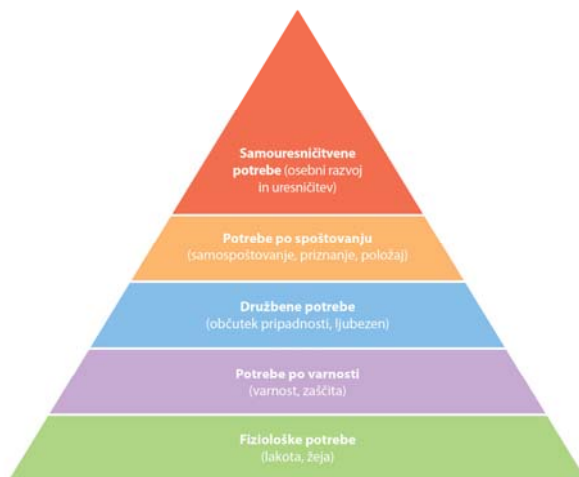 Samouresničitvene
potrebe (osebni razvoj
in uresničitev)
Potrebe po spoštovanju
(samospoštovanje, priznanje, položaj)
Družbene potrebe
(občutek pripadnosti, ljubezen)
Potrebe po varnosti
(varnost, zaščita)
Fiziološke potrebe
(lakota, žeja)